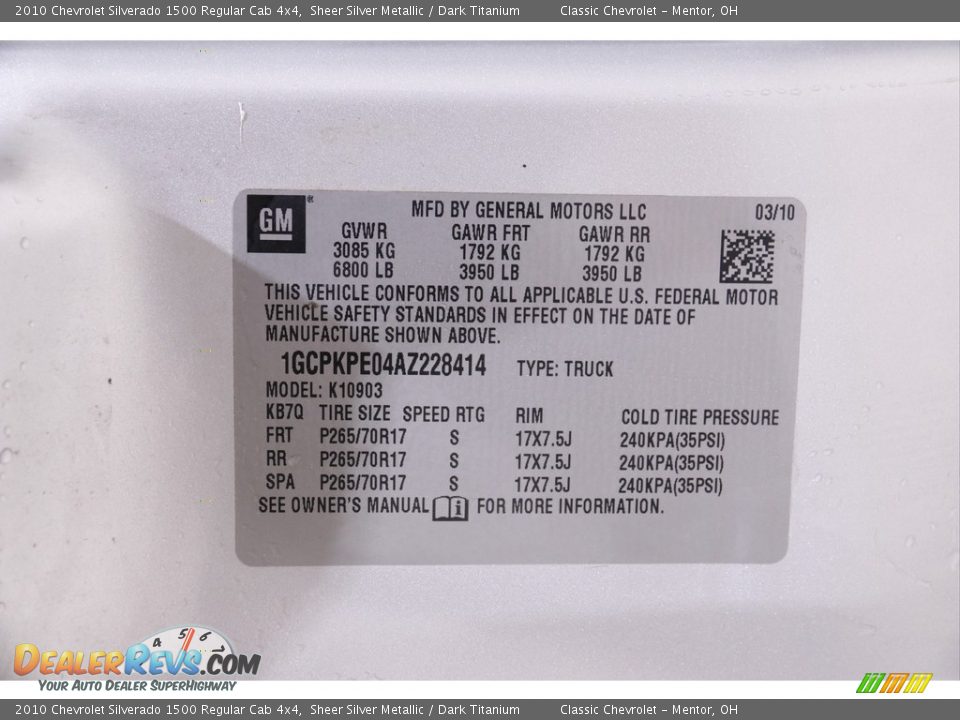 2010 Chevrolet Silverado 1500 Regular Cab 4x4,  Sheer Silver Metallic / Dark Titanium        Classic Chevrolet - Mentor, OH
GM®
MFD BY GENERAL MOTORS LLC 03/10
GVWR GAWR FRT GAWR RR
3085 KG 1792 KG 1792 KG
6800 LB 3950 LB 3950 LB
THIS VEHICLE CONFORMS TO ALL APPLICABLE U.S. FEDERAL MOTOR
VEHICLE SAFETY STANDARDS IN EFFECT ON THE DATE OF
MANUFACTURE SHOWN ABOVE.
1GCPKPE04AZ228414 TYPE: TRUCK
MODEL: K10903
KB7Q TIRE SIZE SPEED RTG RIM COLD TIRE PRESSURE
FRT P265/70R17 S 17X7.5J 240KPA(35PSI)
RR P265/70R17 S 17X7.5J 240KPA(35PSI)
SPA P265/70R17 S 17X7.5J 240KPA(35PSI)
SEE OWNER'S MANUAL i FOR MORE INFORMATION.
4 5 6 7
DEALERREVS.COM
YOUR AUTO DEALER SUPERHIGHWAY
2010 Chevrolet Silverado 1500 Regular Cab 4x4,  Sheer Silver Metallic / Dark Titanium        Classic Chevrolet - Mentor, OH